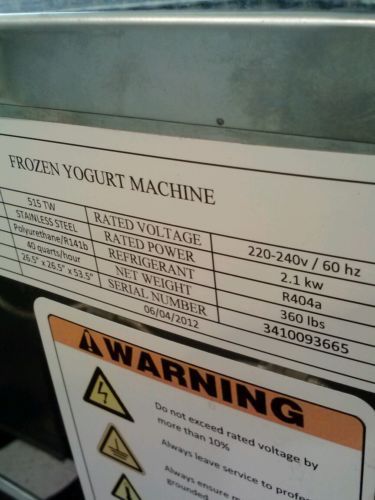 FROZEN YOGURT MACHINE
515 TW RATED VOLTAGE 220-240v / 60 hz
STAINLESS STEEL RATED POWER 2.1 kw
Polyurethane/R141b REFRIGERANT R404a
40 quarts/hour NET WEIGHT 360 lbs
26.5" x 26.5" x 53.5" SERIAL NUMBER 3410093665
06/04/2012
WARNING
Do not exceed rated voltage by
more than 10%
Always leave service to
Always ensure
grounded